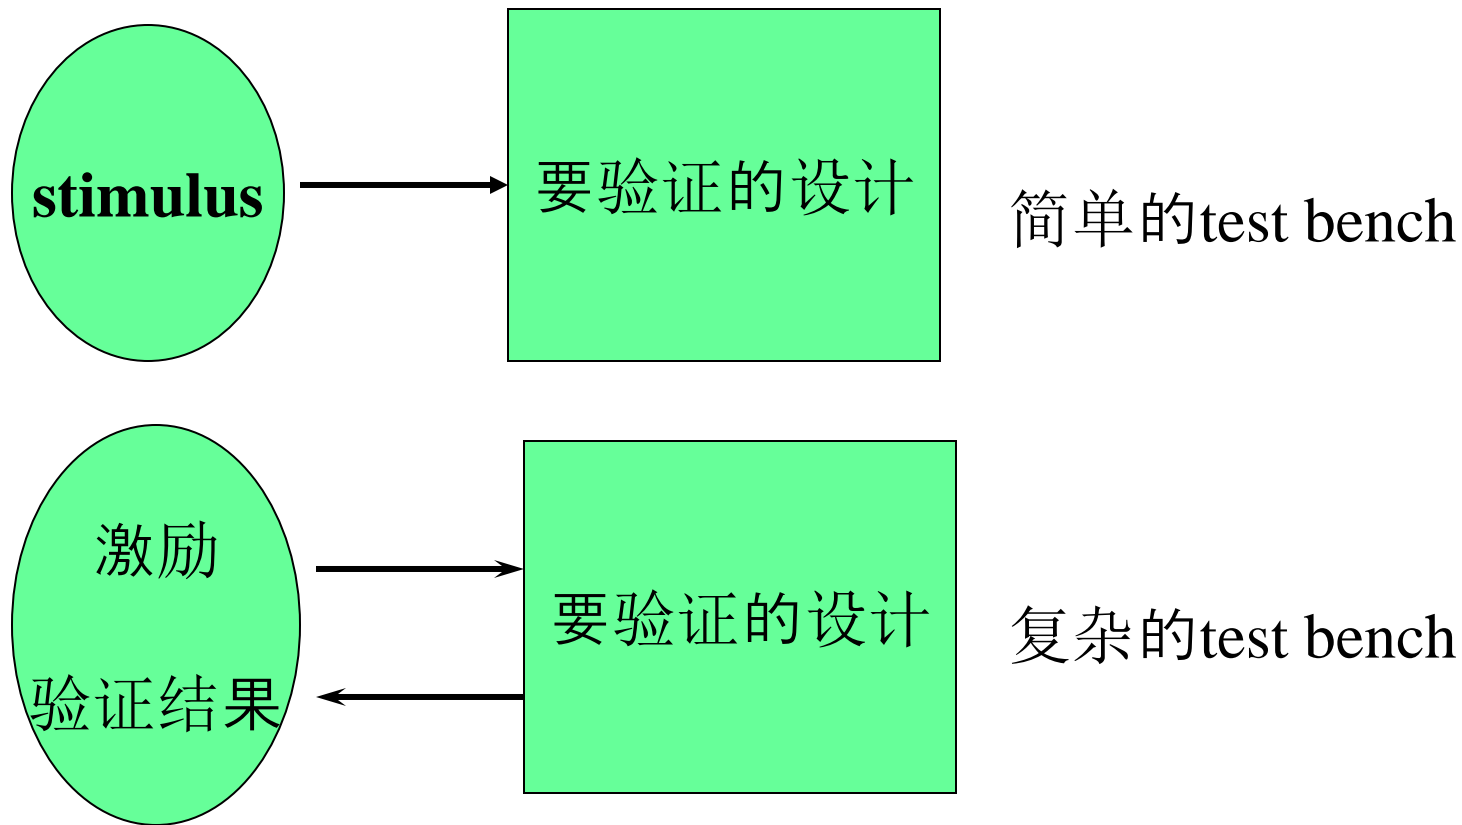 stimulus
要验证的设计
简单的test bench
激励
验证结果
要验证的设计
复杂的test bench